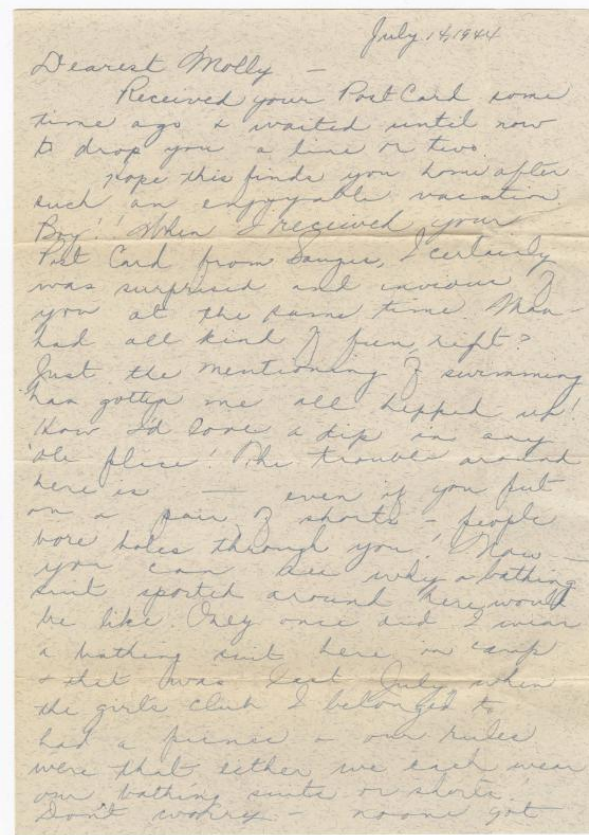 July 14, 1944
Dearest Molly —
Received your Post Card some
time ago & waited until now
to drop you a line or two.
Hope this finds you home after
such an enjoyable vacation.
Boy!! When I received your
Post Card from Sanger, I certainly
was surprised and envious of
you at the same time. Man —
had all kind of fun, right?
Just the mentioning of swimming
has gotten me all hepped up!
How I'd love a dip in any
'ole place! The trouble around
here is — even if you put
on a pair of shorts – people
bore holes through you! Now —
you can see why a bathing
suit sported around here would
be like. Only once did I wear
a bathing suit here in camp
& that was last July when
the girls club I belonged to
had a picnic & our rules
were that either we each wear
our bathing suits or shorts.
Don't worry — noone got